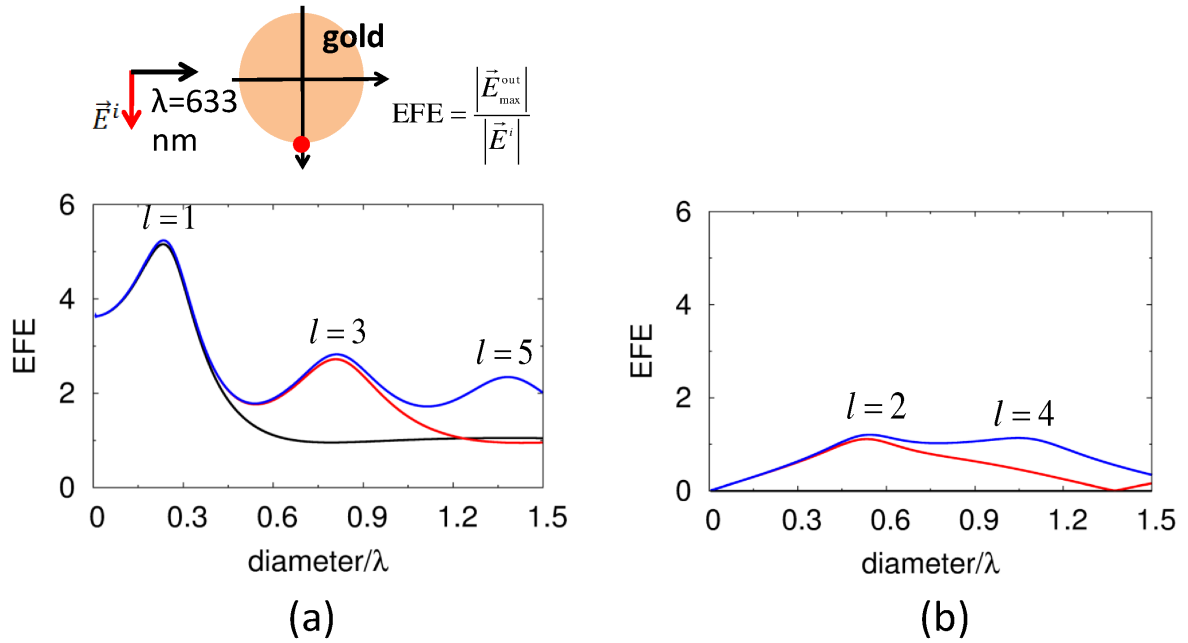 gold
E⃗ⁱ
λ=633
nm
EFE = |E⃗ᵒᵘᵗₘₐₓ| / |E⃗ⁱ|
6
4
2
0
EFE
l = 1
l = 3
l = 5
0 0.3 0.6 0.9 1.2 1.5
diameter/λ
(a)
6
4
2
0
EFE
l = 2
l = 4
0 0.3 0.6 0.9 1.2 1.5
diameter/λ
(b)